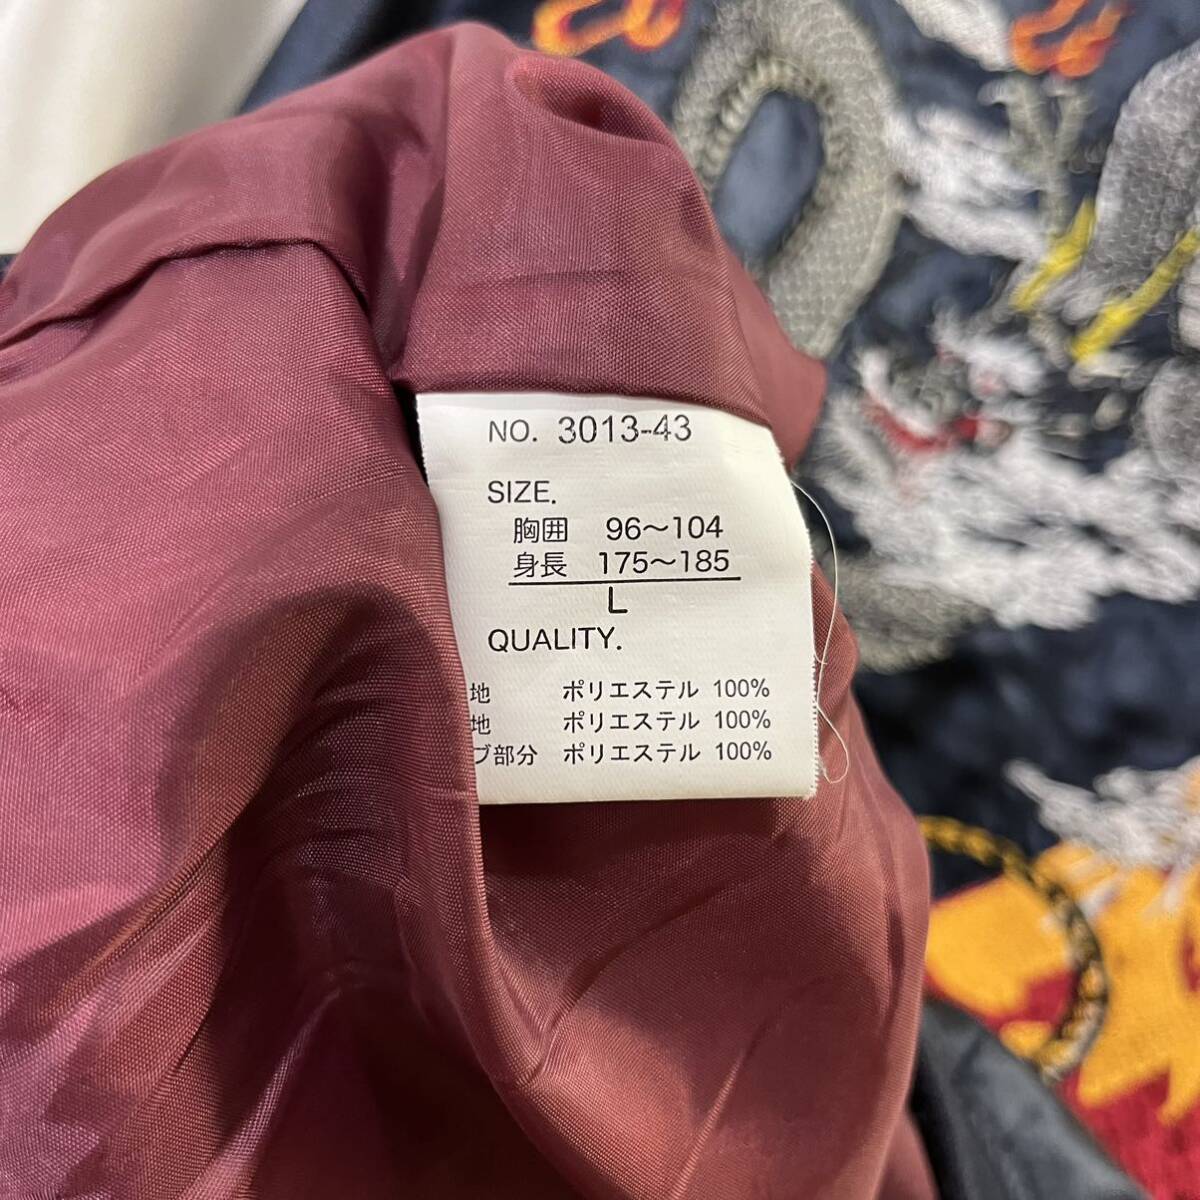 NO. 3013-43
SIZE.
胸囲 96〜104
身長 175〜185
L
QUALITY.
地 ポリエステル 100%
地 ポリエステル 100%
ブ部分 ポリエステル 100%